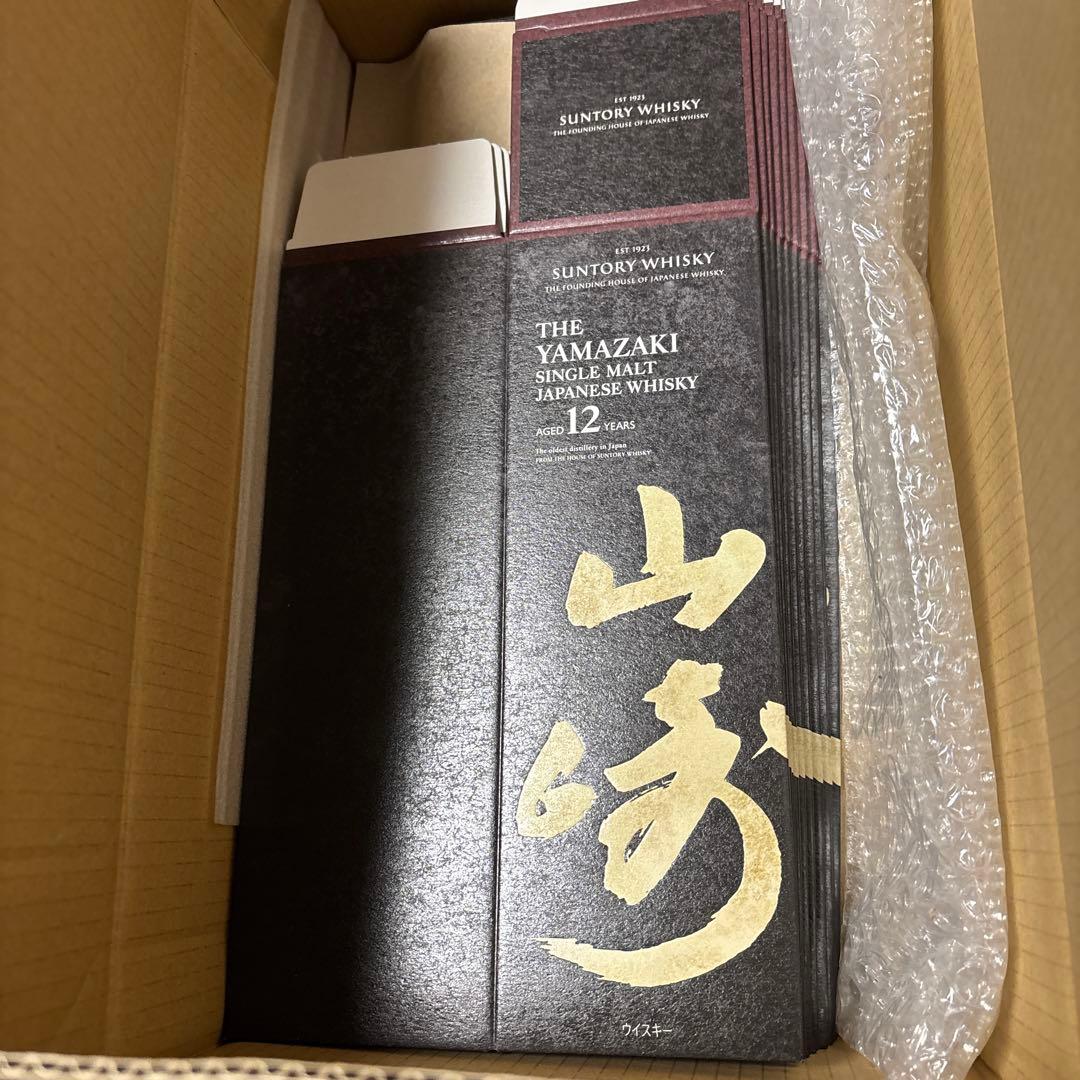 EST 1923
SUNTORY WHISKY
THE FOUNDING HOUSE OF JAPANESE WHISKY
EST 1923
SUNTORY WHISKY
THE FOUNDING HOUSE OF JAPANESE WHISKY.
THE
YAMAZAKI
SINGLE MALT
JAPANESE WHISKY
AGED 12 YEARS
The oldest distillery in Japan
FROM THE HOUSE OF SUNTORY WHISKY
山
崎
ウイスキー